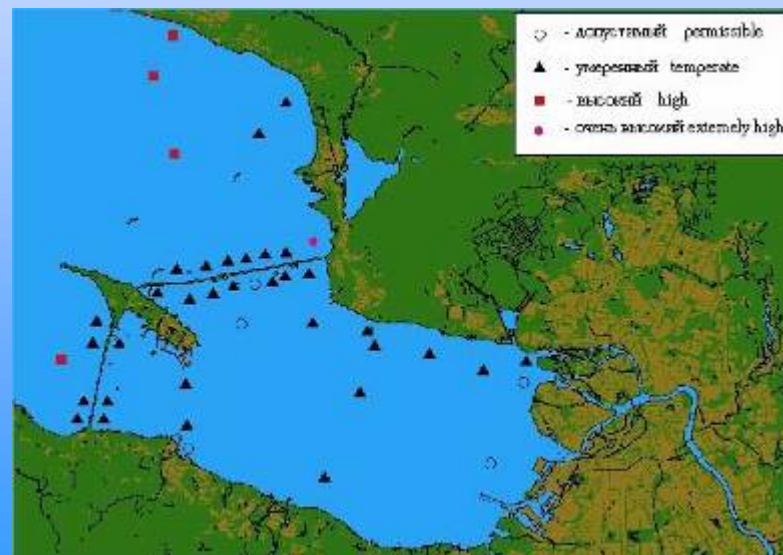 - допустимый permissible
- умеренный temperate
- высокий high
- очень высокий extemely high